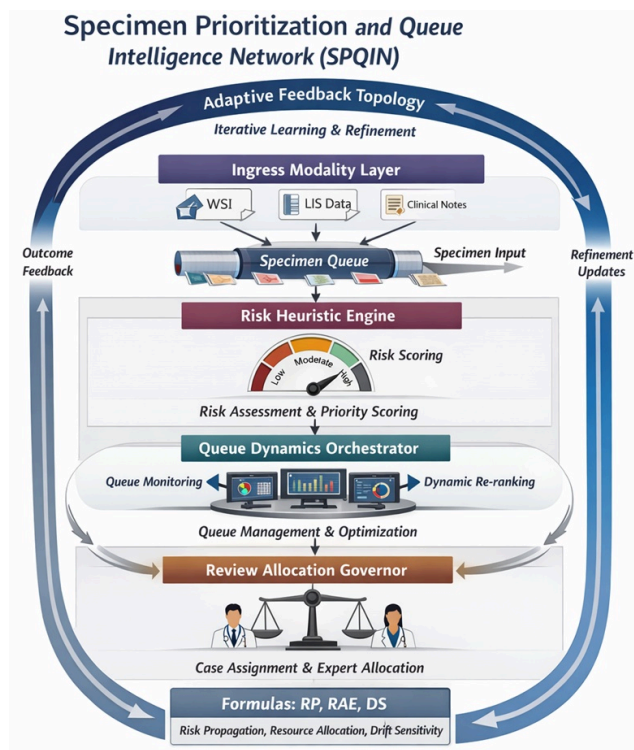 Specimen Prioritization and Queue
Intelligence Network (SPQIN)
Adaptive Feedback Topology
Iterative Learning & Refinement
Ingress Modality Layer
WSI
LIS Data
Clinical Notes
Outcome
Feedback
Specimen Queue
Specimen Input
Refinement
Updates
Risk Heuristic Engine
Low
Moderate
High
Risk Scoring
Risk Assessment & Priority Scoring
Queue Dynamics Orchestrator
Queue Monitoring
Dynamic Re-ranking
Queue Management & Optimization
Review Allocation Governor
Case Assignment & Expert Allocation
Formulas: RP, RAE, DS
Risk Propagation, Resource Allocation, Drift Sensitivity